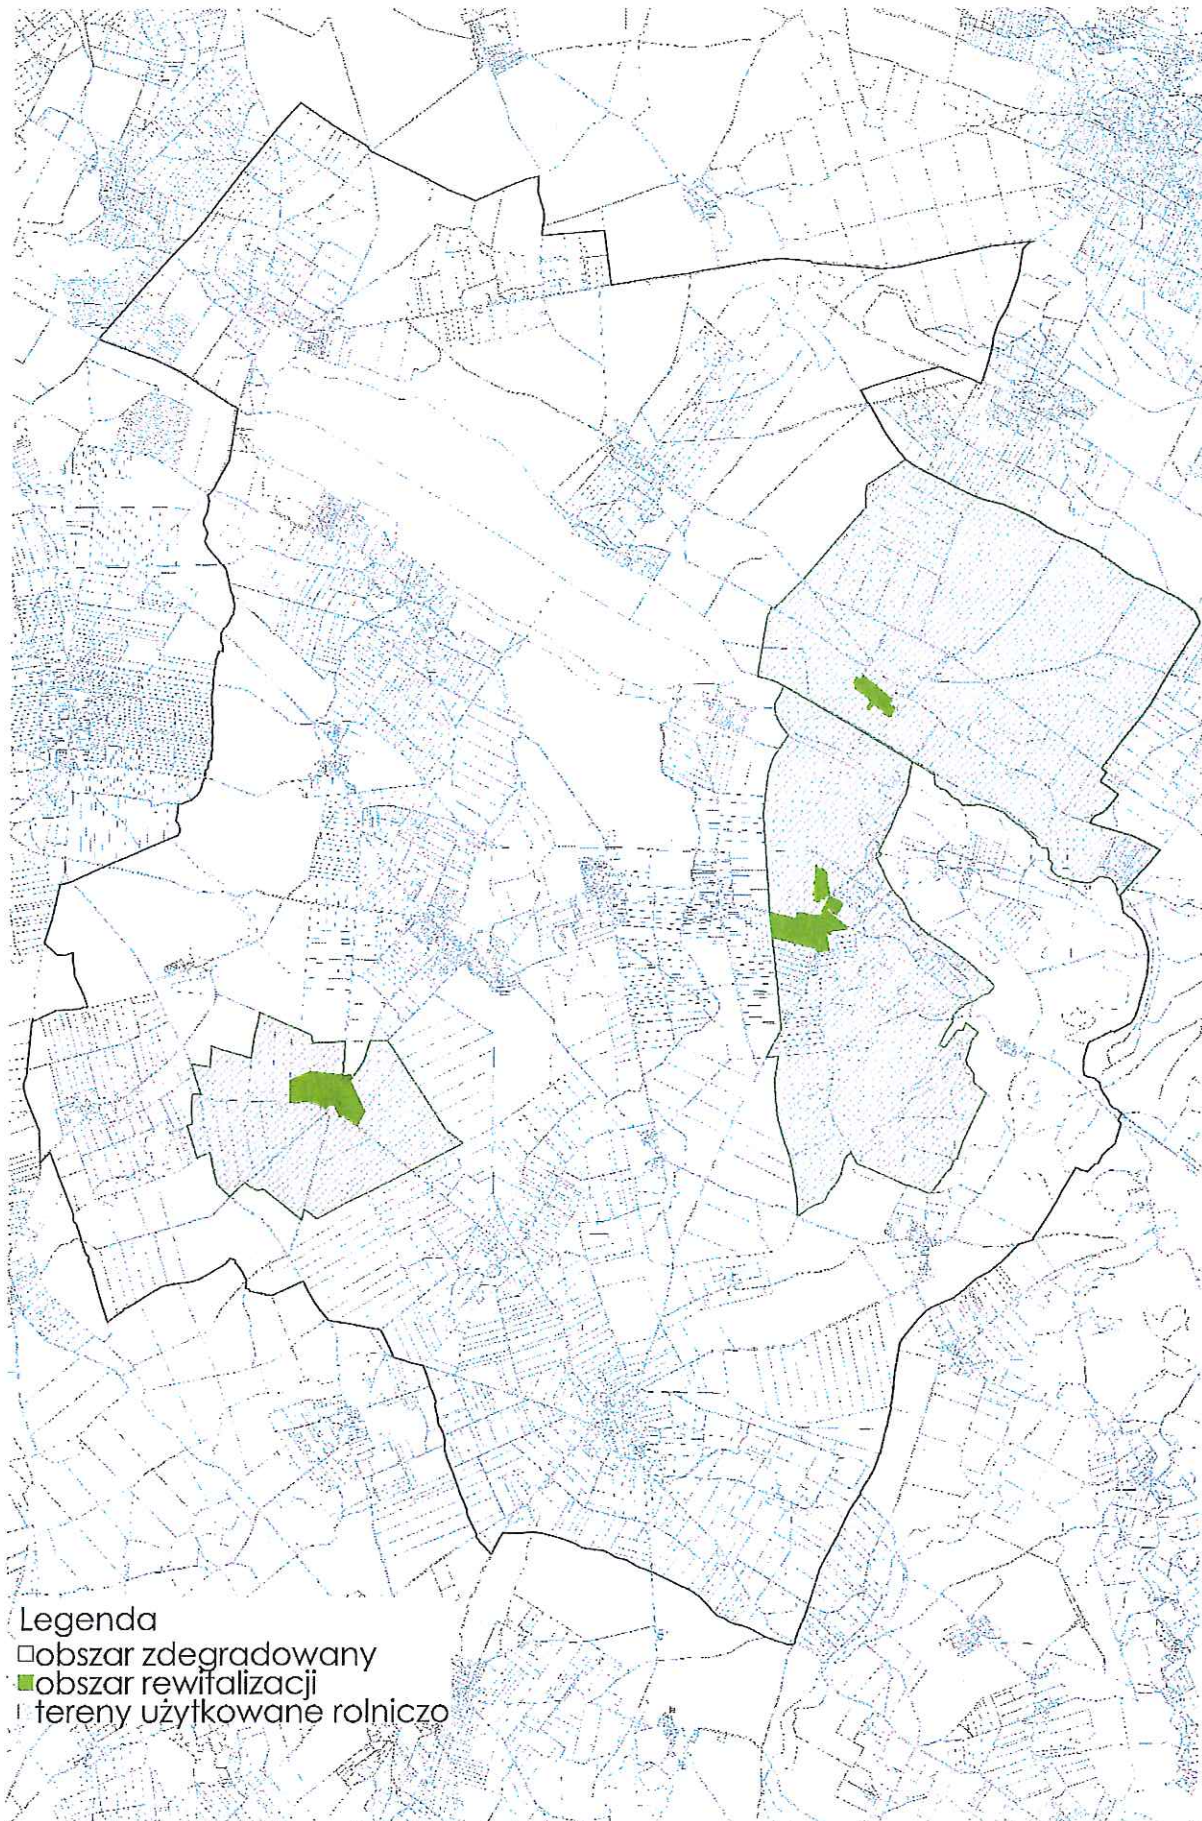 Legenda
obszar zdegradowany
obszar rewitalizacji
tereny użytkowane rolniczo